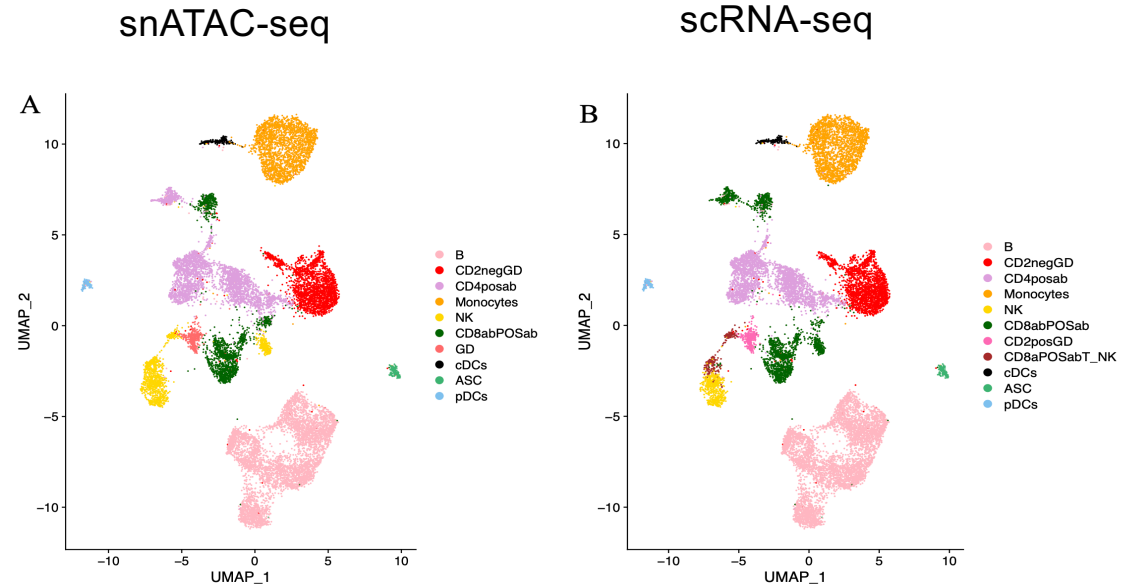 snATAC-seq
scRNA-seq
A
10
5
0
−5
−10
−10
−5
0
5
10
UMAP_2
UMAP_1
B
CD2negGD
CD4posab
Monocytes
NK
CD8abPOSab
GD
cDCs
ASC
pDCs
B
10
5
0
−5
−10
−10
−5
0
5
10
UMAP_2
UMAP_1
B
CD2negGD
CD4posab
Monocytes
NK
CD8abPOSab
CD2posGD
CD8aPOSabT_NK
cDCs
ASC
pDCs